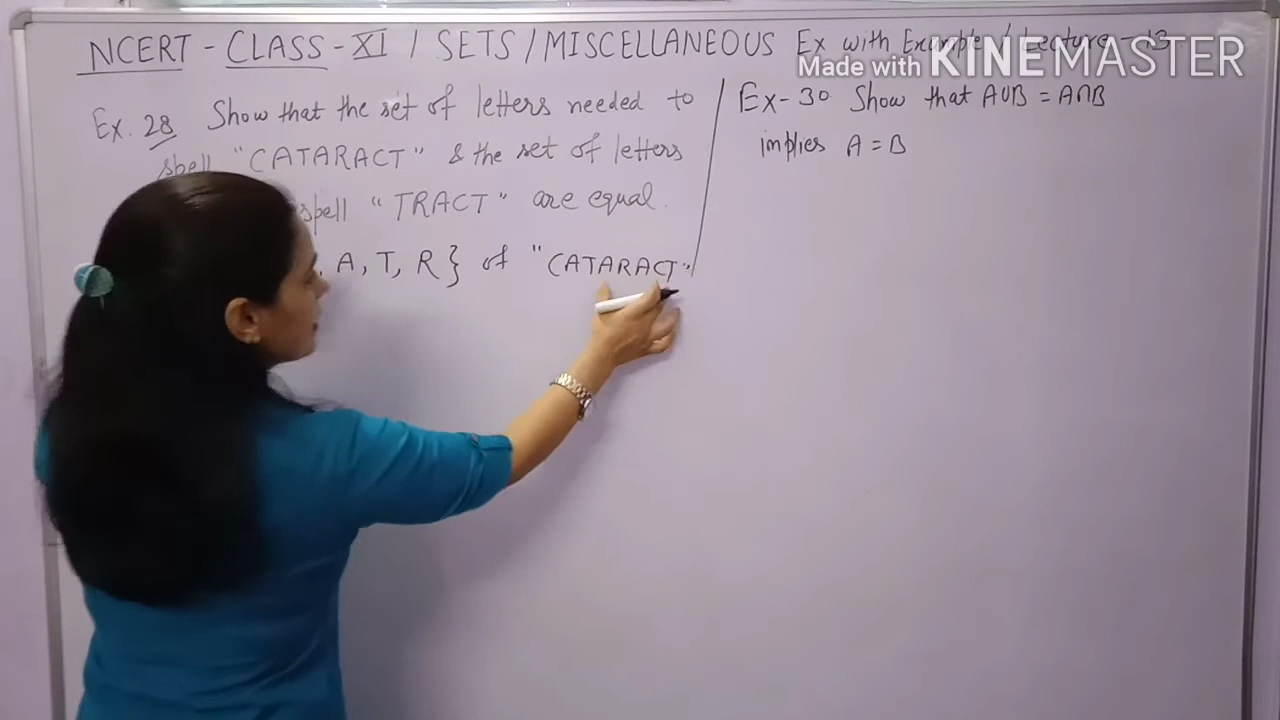 NCERT - CLASS - XI / SETS / MISCELLANEOUS Ex with Example / Lecture - 13
Made with KINEMASTER
Ex. 28 Show that the set of letters needed to
spell "CATARACT" & the set of letters
spell "TRACT" are equal.
, A, T, R } of "CATARACT"
Ex - 30 Show that A∪B = A∩B
implies A = B